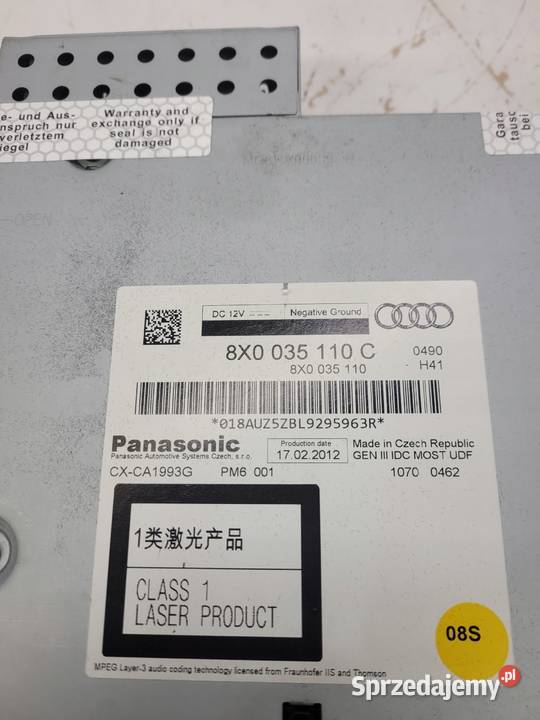 e- und Aus-
nspruch nur
verletztem
iegel
Warranty and
exchange only if
seal is not
damaged
Gara
tausc
bei
OPEN
DC 12V Negative Ground
8X0 035 110 C 0490
8X0 035 110 H41
*018AUZ5ZBL9295963R*
Panasonic
Panasonic Automotive Systems Czech, s.r.o.
Production date
17.02.2012
Made in Czech Republic
GEN III IDC MOST UDF
CX-CA1993G PM6 001 1070 0462
1类激光产品
CLASS 1
LASER PRODUCT
08S
MPEG Layer-3 audio coding technology licensed from Fraunhofer IIS and Thomson
Sprzedajemy.pl